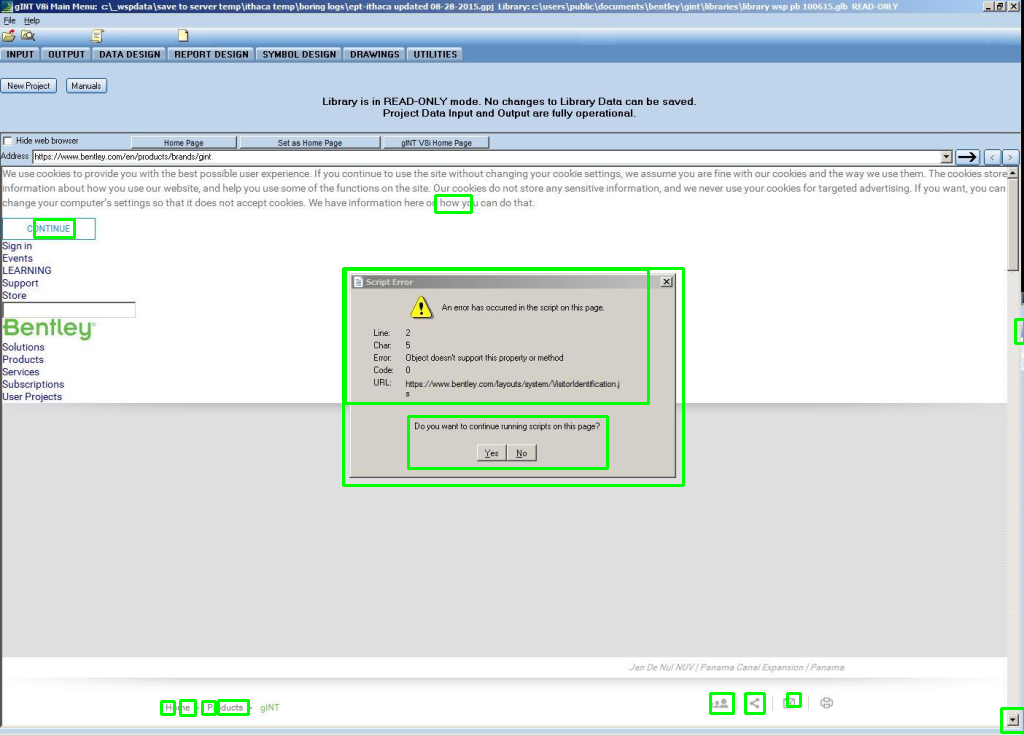 gINT V8i Main Menu: c:\_wspdata\save to server temp\ithaca temp\boring logs\ept-ithaca updated 08-28-2015.gpj Library: c:\users\public\documents\bentley\gint\libraries\library wsp pb 100615.glb READ-ONLY
File Help
INPUT OUTPUT DATA DESIGN REPORT DESIGN SYMBOL DESIGN DRAWINGS UTILITIES
New Project Manuals
Library is in READ-ONLY mode. No changes to Library Data can be saved.
Project Data Input and Output are fully operational.
Hide web browser Home Page Set as Home Page gINT V8i Home Page
Address https://www.bentley.com/en/products/brands/gint
We use cookies to provide you with the best possible user experience. If you continue to use the site without changing your cookie settings, we assume you are fine with our cookies and the way we use them. The cookies store
information about how you use our website, and help you use some of the functions on the site. Our cookies do not store any sensitive information, and we never use your cookies for targeted advertising. If you want, you can
change your computer's settings so that it does not accept cookies. We have information here on how you can do that.
CONTINUE
Sign in
Events
LEARNING
Support
Store
Bentley
Solutions
Products
Services
Subscriptions
User Projects
Script Error
An error has occurred in the script on this page.
Line: 2
Char: 5
Error: Object doesn't support this property or method
Code: 0
URL: https://www.bentley.com/layouts/system/VisitorIdentification.j
s
Do you want to continue running scripts on this page?
Yes No
Jan De Nul NUV / Panama Canal Expansion / Panama
Home Products gINT